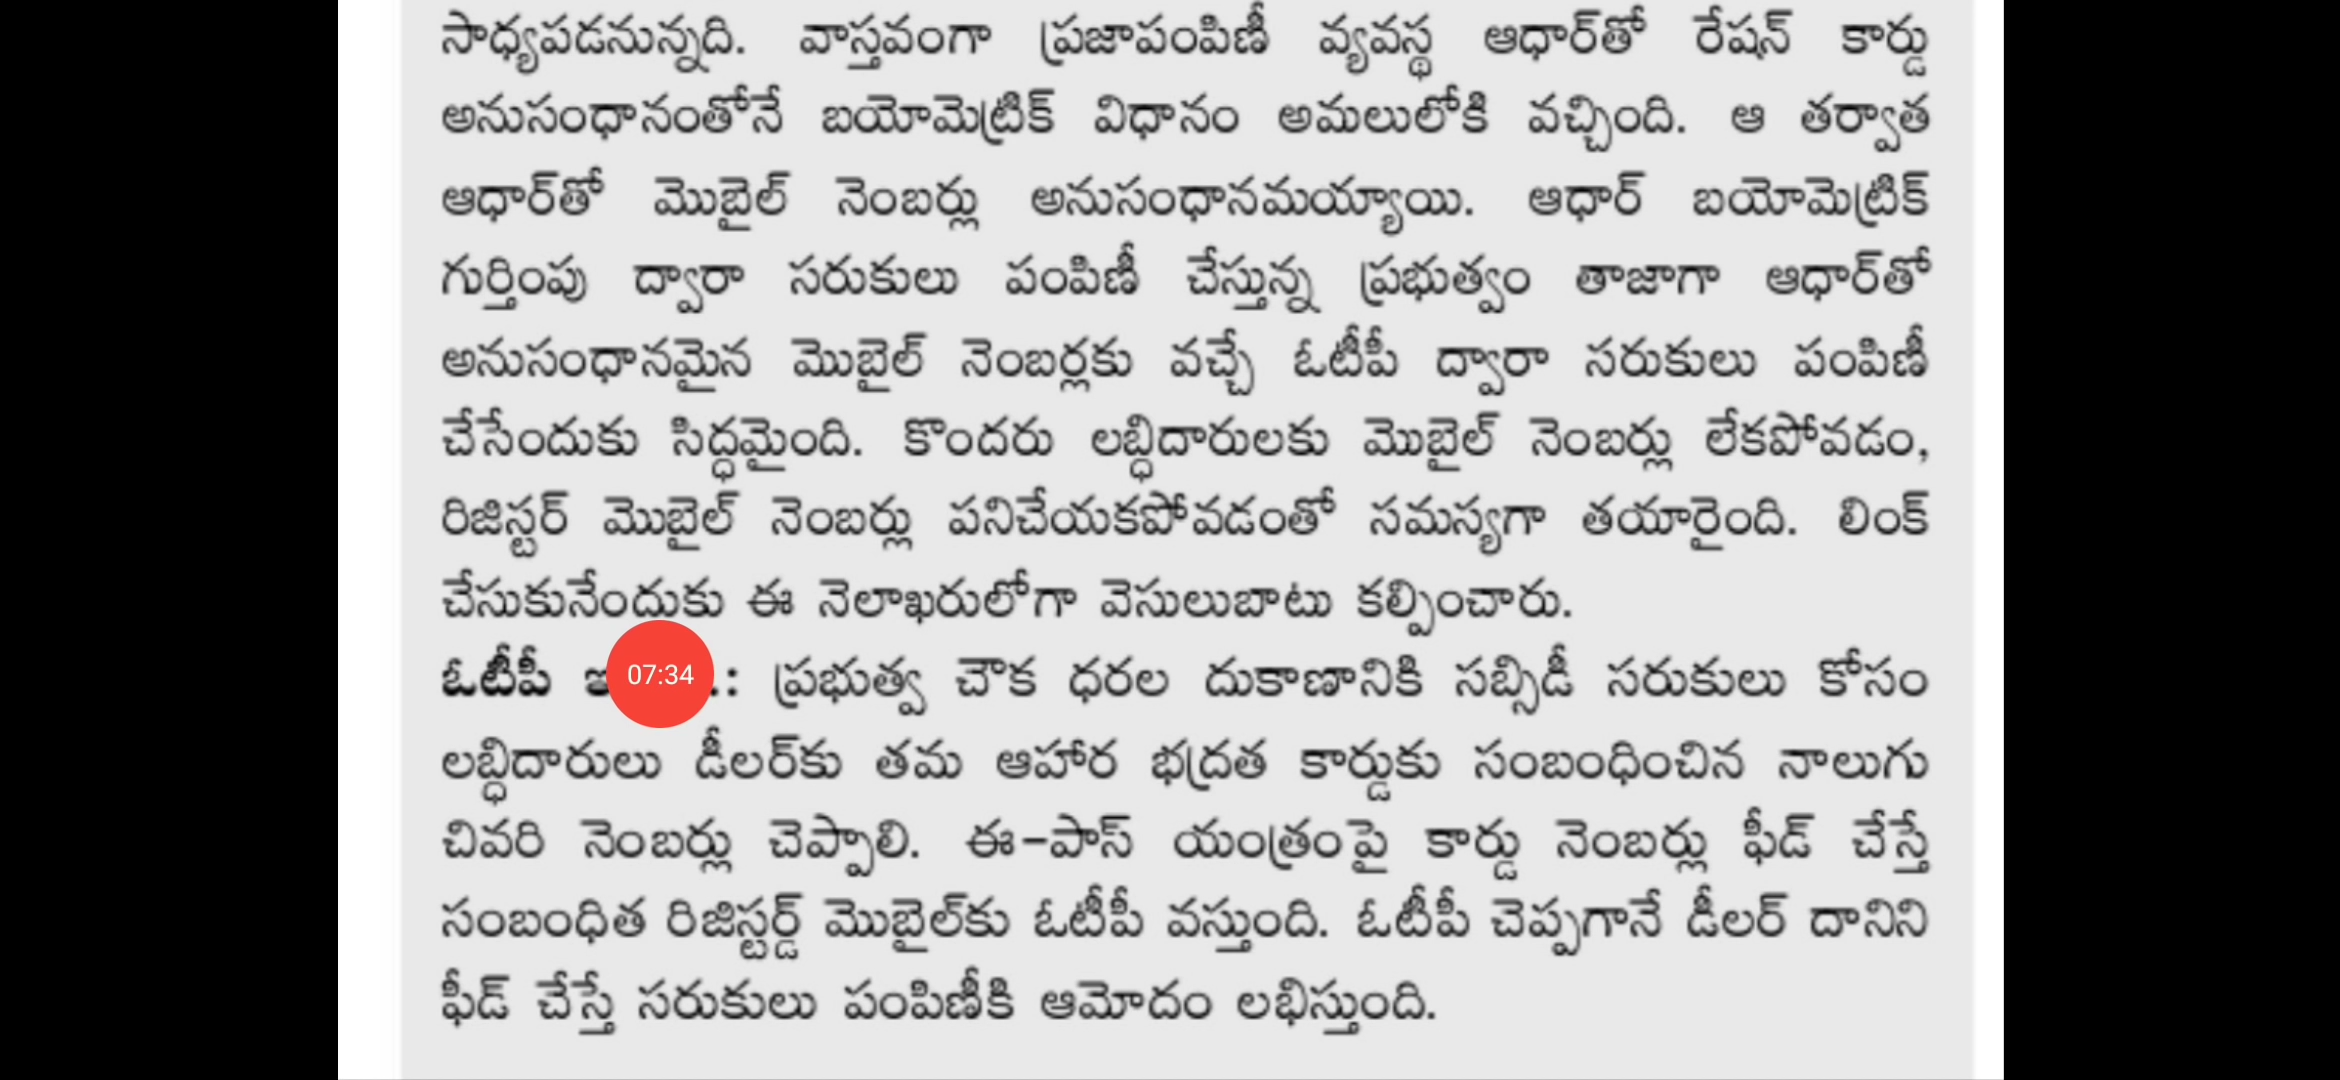 సాధ్యపడనున్నది. వాస్తవంగా ప్రజాపంపిణీ వ్యవస్థ ఆధార్‌తో రేషన్ కార్డు
అనుసంధానంతోనే బయోమెట్రిక్ విధానం అమలులోకి వచ్చింది. ఆ తర్వాత
ఆధార్‌తో మొబైల్ నెంబర్లు అనుసంధానమయ్యాయి. ఆధార్ బయోమెట్రిక్
గుర్తింపు ద్వారా సరుకులు పంపిణీ చేస్తున్న ప్రభుత్వం తాజాగా ఆధార్‌తో
అనుసంధానమైన మొబైల్ నెంబర్లకు వచ్చే ఓటీపీ ద్వారా సరుకులు పంపిణీ
చేసేందుకు సిద్ధమైంది. కొందరు లబ్ధిదారులకు మొబైల్ నెంబర్లు లేకపోవడం,
రిజిస్టర్ మొబైల్ నెంబర్లు పనిచేయకపోవడంతో సమస్యగా తయారైంది. లింక్
చేసుకునేందుకు ఈ నెలాఖరులోగా వెసులుబాటు కల్పించారు.
ఓటీపీ 07:34 .: ప్రభుత్వ చౌక ధరల దుకాణానికి సబ్సిడీ సరుకులు కోసం
లబ్ధిదారులు డీలర్‌కు తమ ఆహార భద్రత కార్డుకు సంబంధించిన నాలుగు
చివరి నెంబర్లు చెప్పాలి. ఈ-పాస్ యంత్రంపై కార్డు నెంబర్లు ఫీడ్ చేస్తే
సంబంధిత రిజిస్టర్డ్ మొబైల్‌కు ఓటీపీ వస్తుంది. ఓటీపీ చెప్పగానే డీలర్ దానిని
ఫీడ్ చేస్తే సరుకులు పంపిణీకి ఆమోదం లభిస్తుంది.